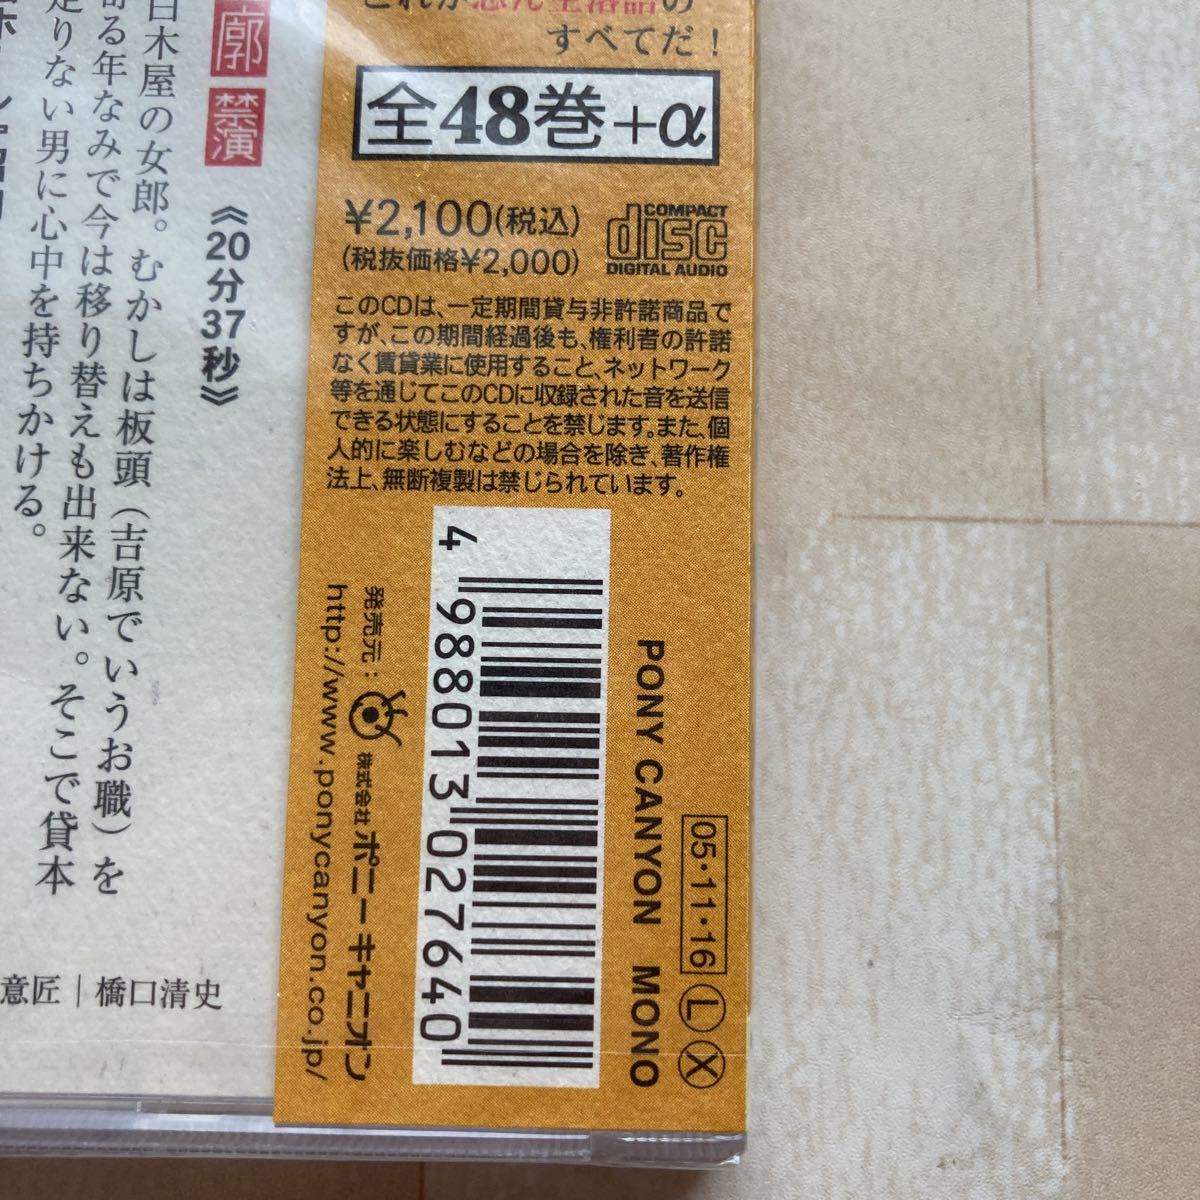 すべてだ！
全48巻+α
¥2,100(税込)
(税抜価格¥2,000)
COMPACT
disc
DIGITAL AUDIO
このCDは、一定期間貸与非許諾商品で
すが、この期間経過後も、権利者の許諾
なく賃貸業に使用すること、ネットワーク
等を通じてこのCDに収録された音を送信
できる状態にすることを禁じます。また、個
人的に楽しむなどの場合を除き、著作権
法上、無断複製は禁じられています。
PONY CANYON MONO
05・11・16 L X
4 988013 027640
発売元： 株式会社 ポニーキャニオン
http://www.ponycanyon.co.jp/
廓 禁演 《20分37秒》
白木屋の女郎。むかしは板頭（吉原でいうお職）を
寄る年なみで今は移り替えも出来ない。そこで貸本
足りない男に心中を持ちかける。
意匠｜橋口清史